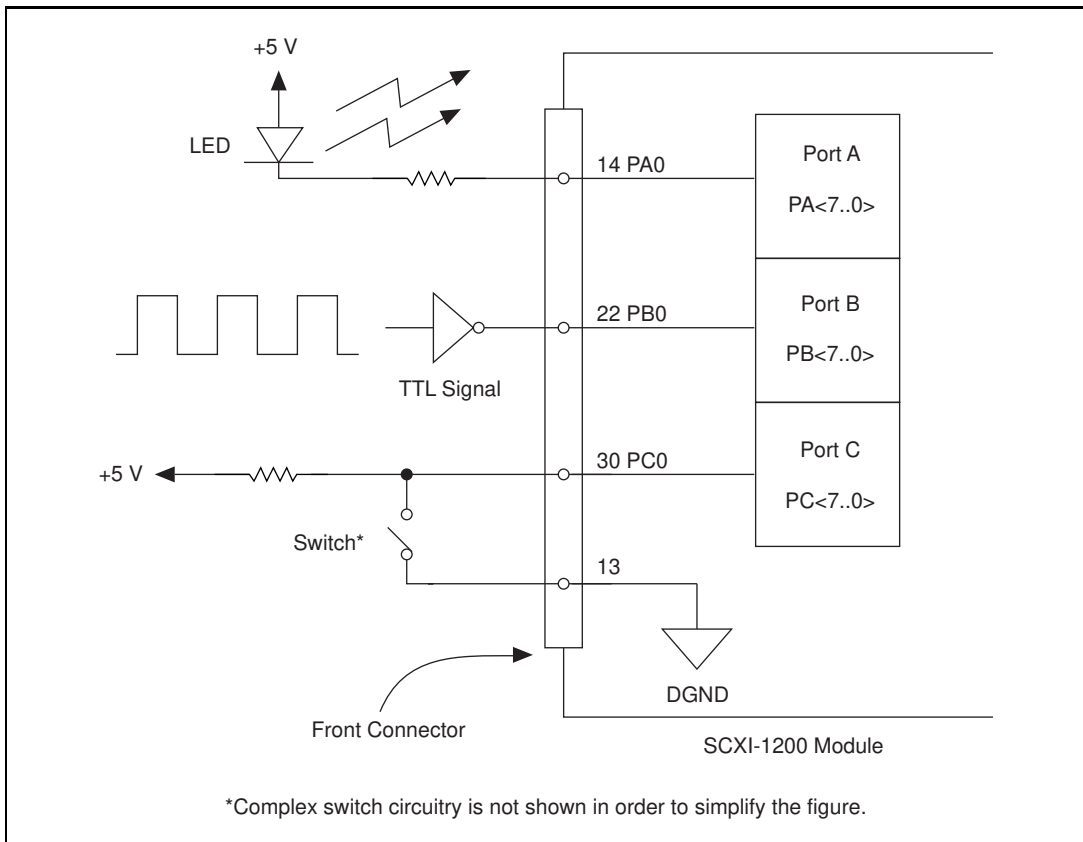 +5 V
LED
14 PA0
Port A
PA<7..0>
22 PB0
Port B
PB<7..0>
TTL Signal
+5 V
30 PC0
Port C
PC<7..0>
Switch*
13
DGND
Front Connector
SCXI-1200 Module
*Complex switch circuitry is not shown in order to simplify the figure.